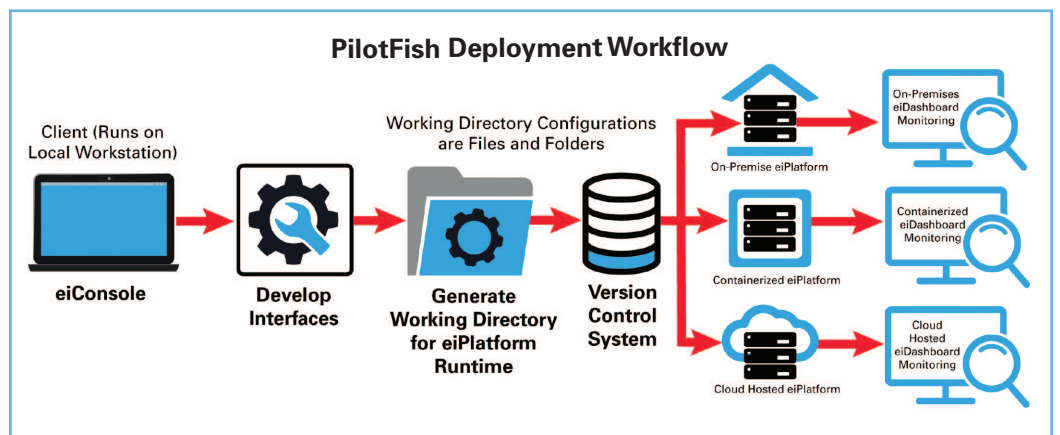 PilotFish Deployment Workflow
Client (Runs on
Local Workstation)
eiConsole
Develop
Interfaces
Working Directory Configurations
are Files and Folders
Generate
Working Directory
for eiPlatform
Runtime
Version
Control
System
On-Premise eiPlatform
On-Premises
eiDashboard
Monitoring
Containerized eiPlatform
Containerized
eiDashboard
Monitoring
Cloud Hosted eiPlatform
Cloud
Hosted
eiDashboard
Monitoring